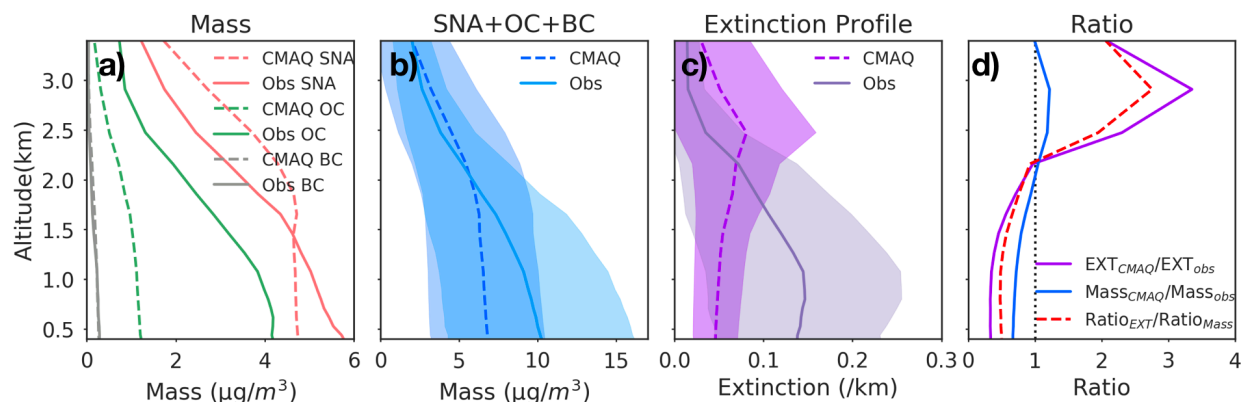 Mass
SNA+OC+BC
Extinction Profile
Ratio
a)
CMAQ SNA
Obs SNA
CMAQ OC
Obs OC
CMAQ BC
Obs BC
b)
CMAQ
Obs
c)
CMAQ
Obs
d)
EXT_CMAQ/EXT_obs
Mass_CMAQ/Mass_obs
Ratio_EXT/Ratio_Mass
Altitude(km)
3.0
2.5
2.0
1.5
1.0
0.5
0 2 4
0 5 10 15
0.0 0.1 0.2 0.3
0 1 2 3 4
Mass (μg/m³)
Mass (μg/m³)
Extinction (/km)
Ratio